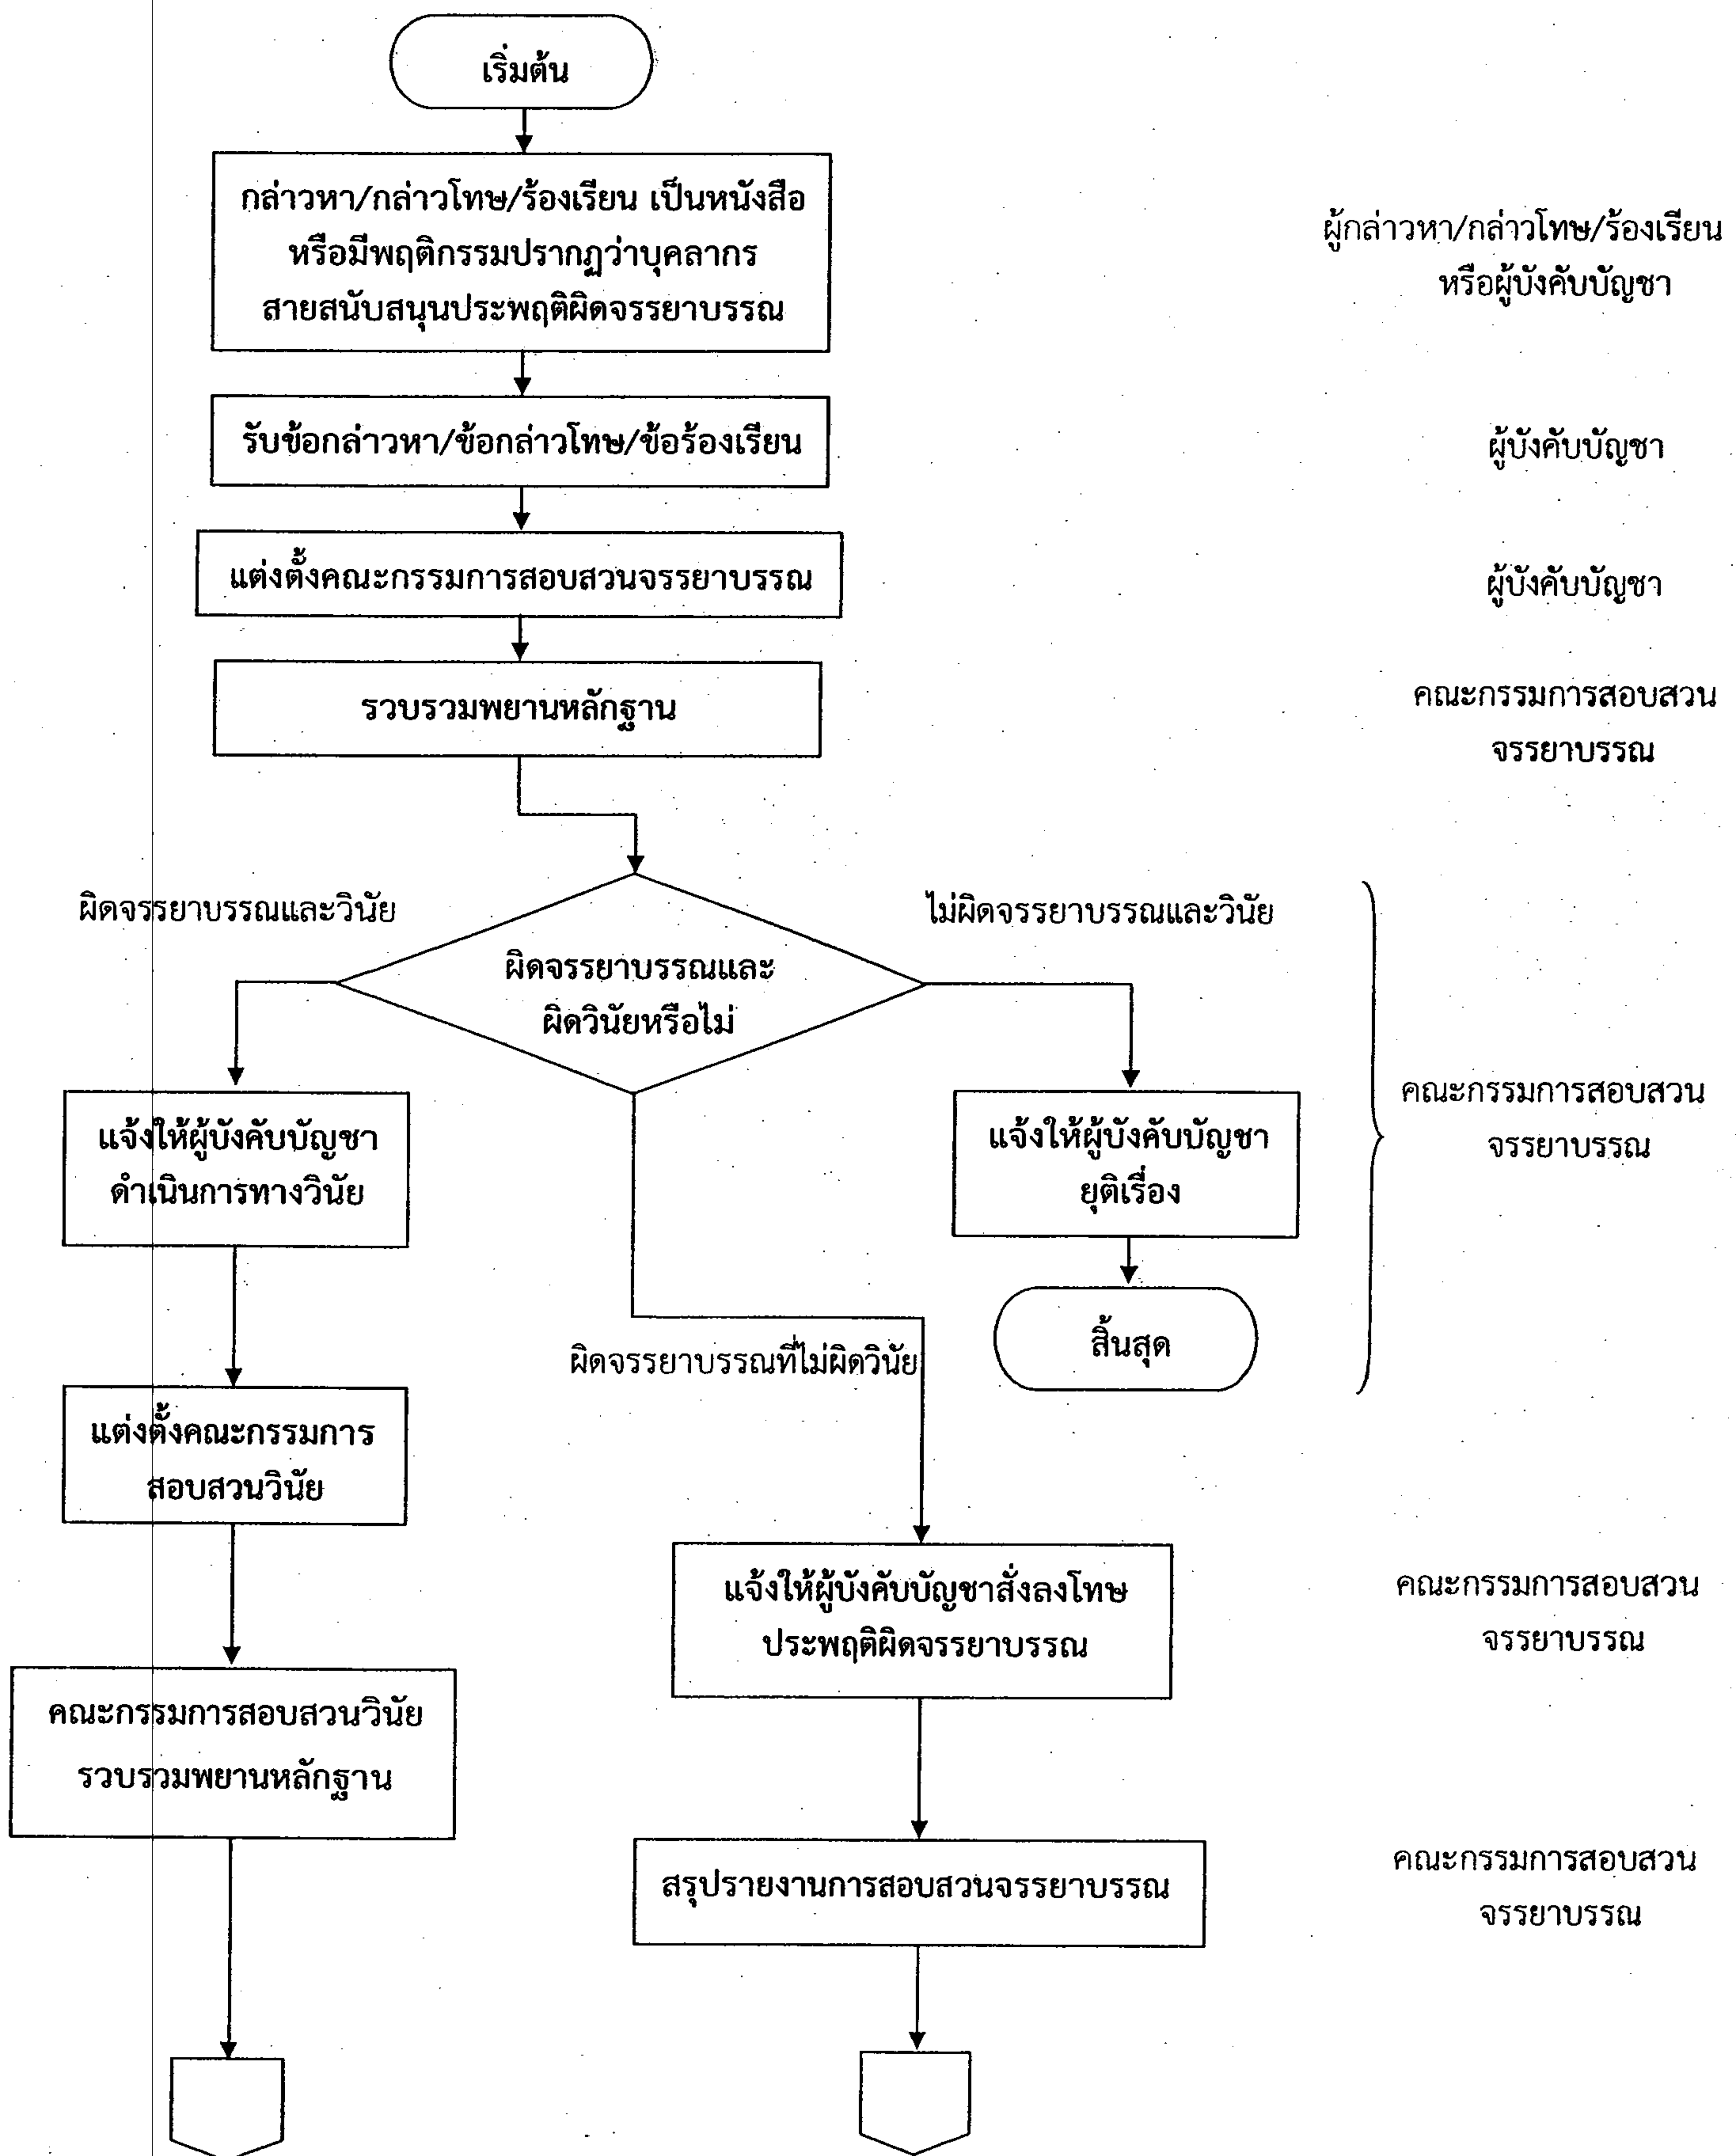 เริ่มต้น
กล่าวหา/กล่าวโทษ/ร้องเรียน เป็นหนังสือ
หรือมีพฤติกรรมปรากฏว่าบุคลากร
สายสนับสนุนประพฤติผิดจรรยาบรรณ
ผู้กล่าวหา/กล่าวโทษ/ร้องเรียน
หรือผู้บังคับบัญชา
รับข้อกล่าวหา/ข้อกล่าวโทษ/ข้อร้องเรียน
ผู้บังคับบัญชา
แต่งตั้งคณะกรรมการสอบสวนจรรยาบรรณ
ผู้บังคับบัญชา
รวบรวมพยานหลักฐาน
คณะกรรมการสอบสวน
จรรยาบรรณ
ผิดจรรยาบรรณและวินัย
ไม่ผิดจรรยาบรรณและวินัย
ผิดจรรยาบรรณและ
ผิดวินัยหรือไม่
แจ้งให้ผู้บังคับบัญชา
ดำเนินการทางวินัย
แจ้งให้ผู้บังคับบัญชา
ยุติเรื่อง
คณะกรรมการสอบสวน
จรรยาบรรณ
สิ้นสุด
ผิดจรรยาบรรณที่ไม่ผิดวินัย
แต่งตั้งคณะกรรมการ
สอบสวนวินัย
แจ้งให้ผู้บังคับบัญชาสั่งลงโทษ
ประพฤติผิดจรรยาบรรณ
คณะกรรมการสอบสวน
จรรยาบรรณ
คณะกรรมการสอบสวนวินัย
รวบรวมพยานหลักฐาน
สรุปรายงานการสอบสวนจรรยาบรรณ
คณะกรรมการสอบสวน
จรรยาบรรณ